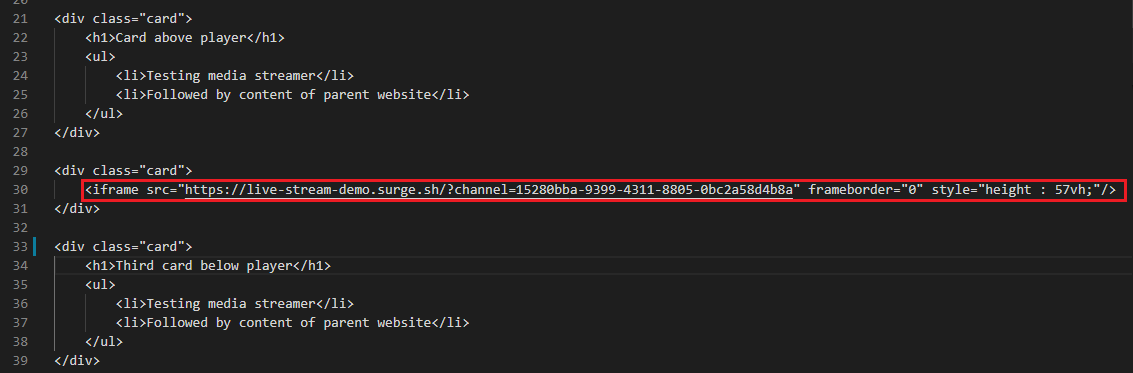 21 <div class="card">
22 <h1>Card above player</h1>
23 <ul>
24 <li>Testing media streamer</li>
25 <li>Followed by content of parent website</li>
26 </ul>
27 </div>
28
29 <div class="card">
30 <iframe src="https://live-stream-demo.surge.sh/?channel=15280bba-9399-4311-8805-0bc2a58d4b8a" frameborder="0" style="height : 57vh;"/>
31 </div>
32
33 <div class="card">
34 <h1>Third card below player</h1>
35 <ul>
36 <li>Testing media streamer</li>
37 <li>Followed by content of parent website</li>
38 </ul>
39 </div>